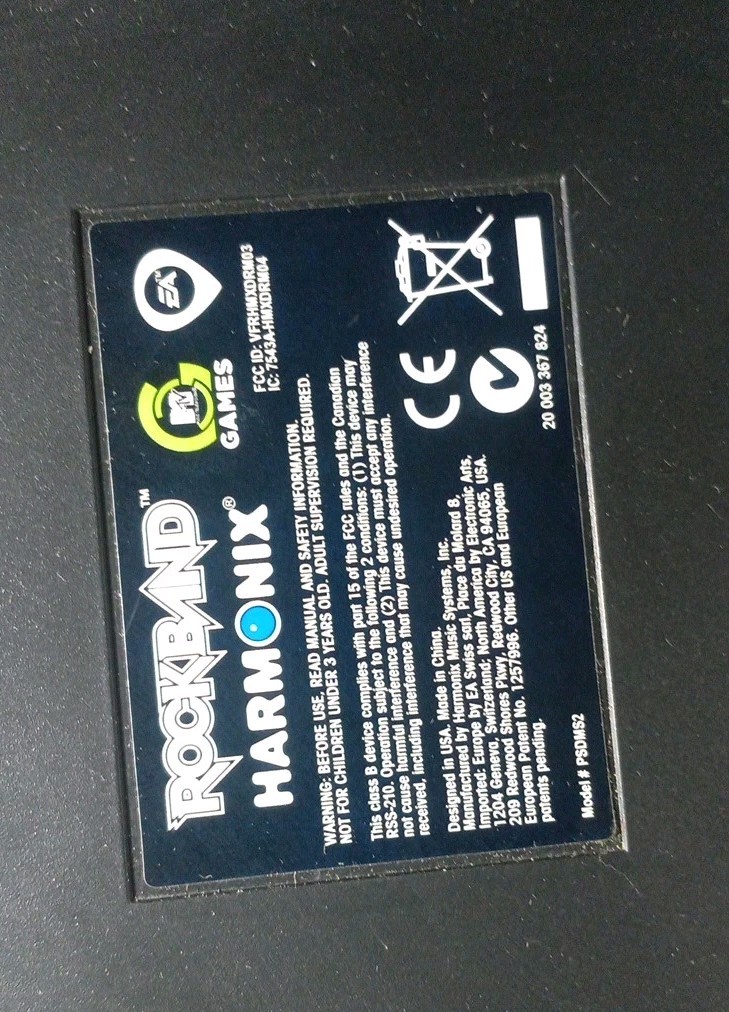 ROCKBAND™
HARMONIX®
MTV
GAMES
EA™
FCC ID: VFRHMXDRM03
IC: 7543A-HMXDRM04
WARNING: BEFORE USE, READ MANUAL AND SAFETY INFORMATION.
NOT FOR CHILDREN UNDER 3 YEARS OLD. ADULT SUPERVISION REQUIRED.
This class B device complies with part 15 of the FCC rules and the Canadian
RSS-210. Operation subject to the following 2 conditions: (1) This device may
not cause harmful interference and (2) This device must accept any interference
received, including interference that may cause undesired operation.
Designed in USA. Made in China.
Manufactured by Harmonix Music Systems, Inc.
Imported: Europe by EA Swiss sarl, Place du Molard 8,
1204 Geneva, Switzerland; North America by Electronic Arts,
209 Redwood Shores Pkwy, Redwood City, CA 94065, USA.
European Patent No. 1257996. Other US and European
patents pending.
CE
20 003 367 824
Model # PSDMS2